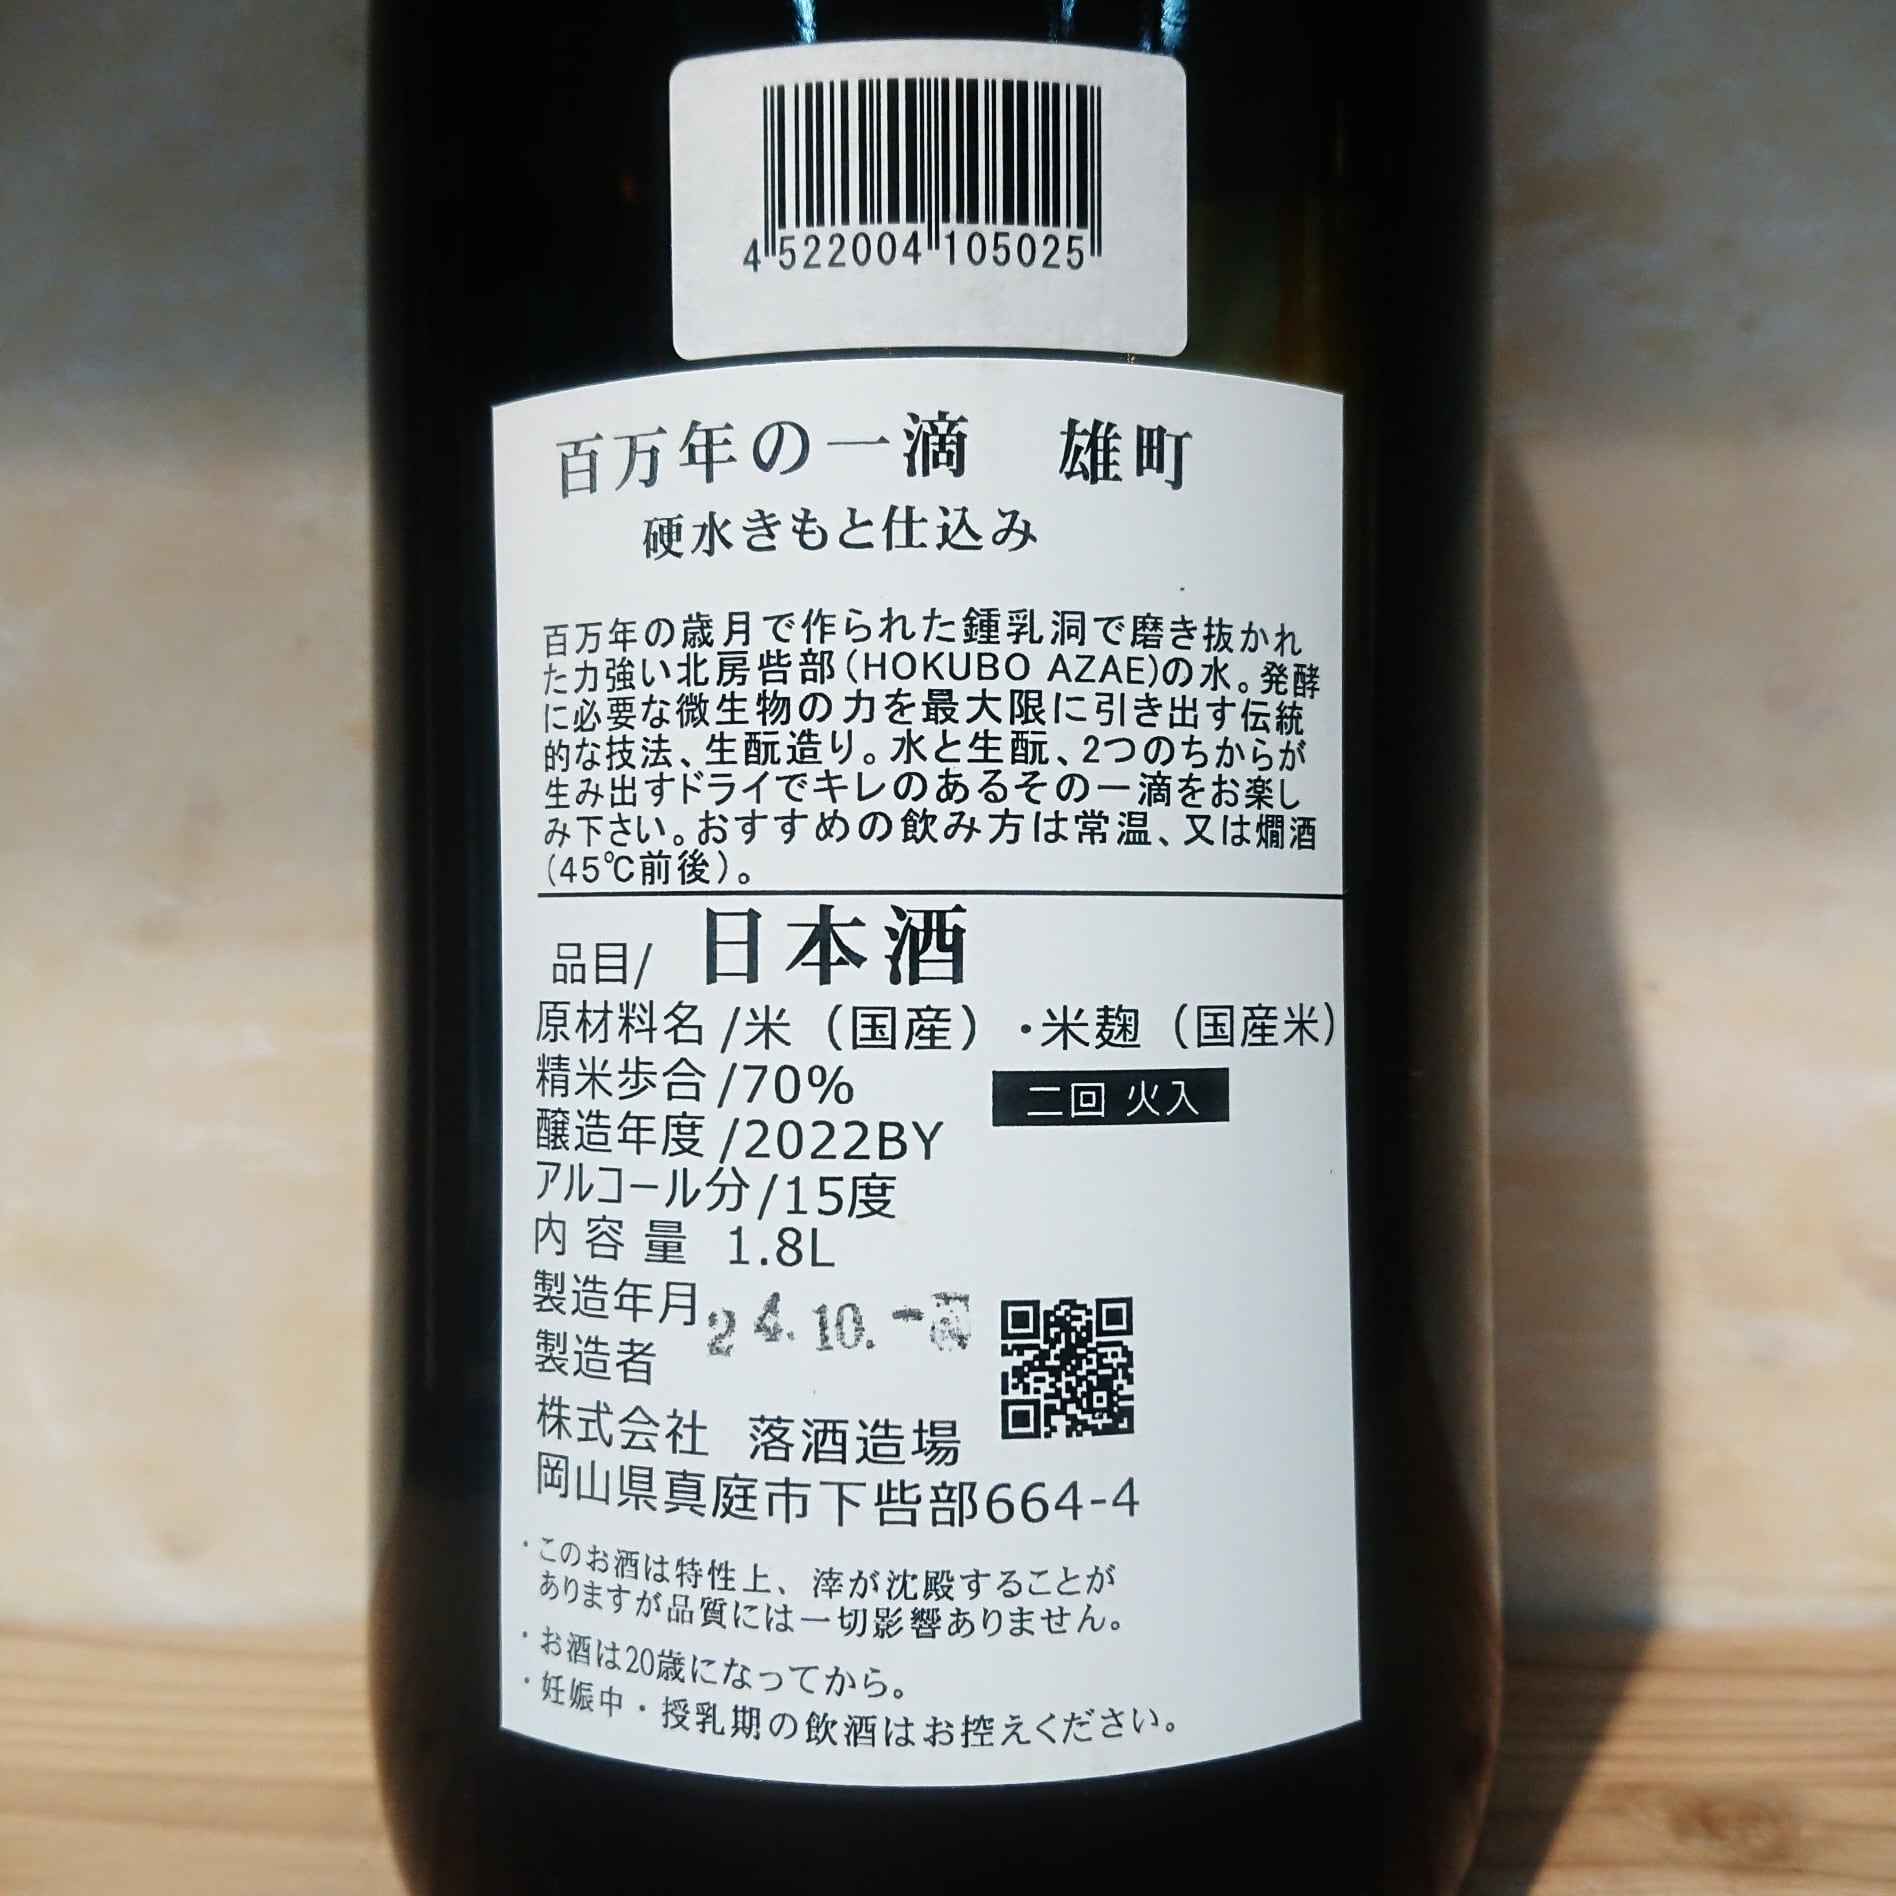 4 522004 105025
百万年の一滴　雄町
硬水きもと仕込み
百万年の歳月で作られた鍾乳洞で磨き抜かれ
た力強い北房呰部(HOKUBO AZAE)の水。発酵
に必要な微生物の力を最大限に引き出す伝統
的な技法、生酛造り。水と生酛、2つのちからが
生み出すドライでキレのあるその一滴をお楽し
み下さい。おすすめの飲み方は常温、又は燗酒
(45℃前後)。
品目/ 日本酒
原材料名/米（国産）・米麹（国産米）
精米歩合/70%
二回 火入
醸造年度/2022BY
アルコール分/15度
内容量 1.8L
製造年月 24.10.
製造者
株式会社 落酒造場
岡山県真庭市下呰部664-4
・このお酒は特性上、滓が沈殿することが
ありますが品質には一切影響ありません。
・お酒は20歳になってから。
・妊娠中・授乳期の飲酒はお控えください。